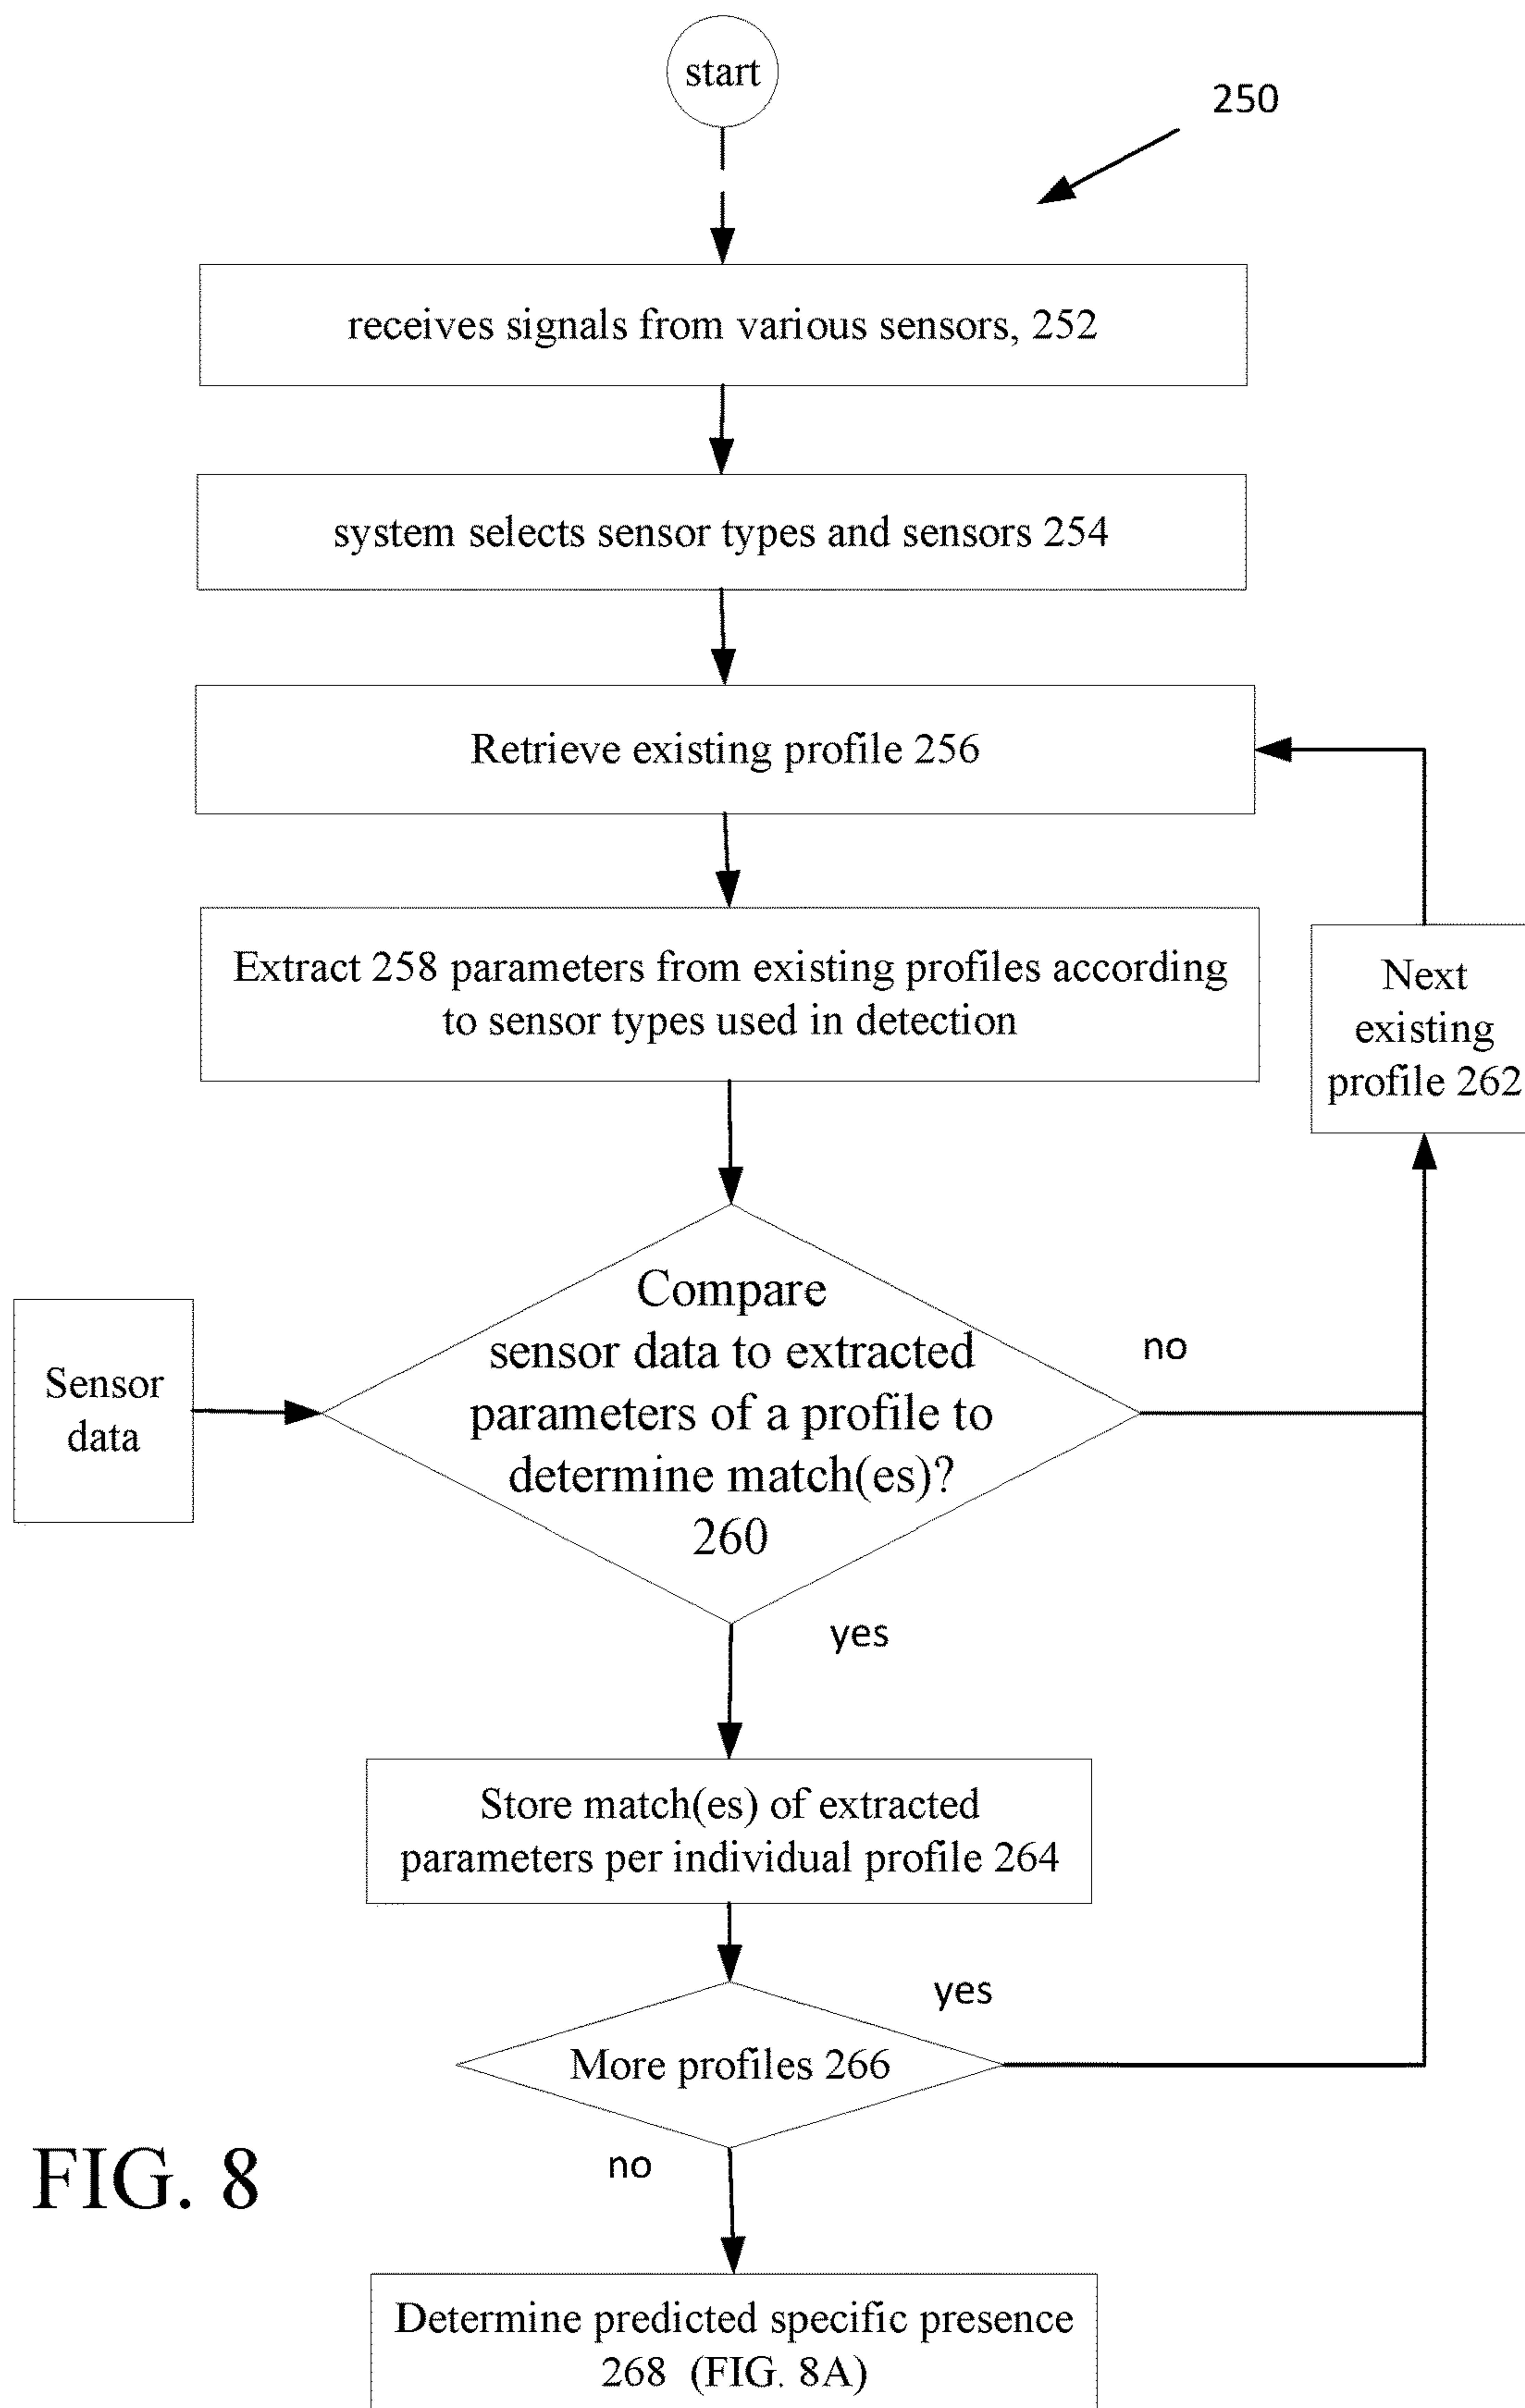 start
250
receives signals from various sensors, 252
system selects sensor types and sensors 254
Retrieve existing profile 256
Extract 258 parameters from existing profiles according
to sensor types used in detection
Next
existing
profile 262
Compare
sensor data to extracted
parameters of a profile to
determine match(es)?
260
no
Sensor
data
yes
Store match(es) of extracted
parameters per individual profile 264
yes
More profiles 266
no
FIG. 8
Determine predicted specific presence
268 (FIG. 8A)